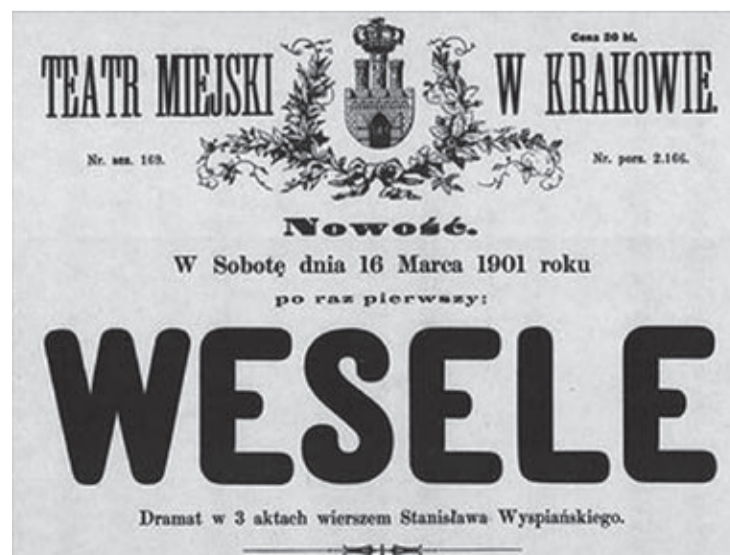 Cena 20 hl.
TEATR MIEJSKI W KRAKOWIE.
Nr. sez. 169. Nr. porz. 2.166.
Nowość.
W Sobotę dnia 16 Marca 1901 roku
po raz pierwszy:
WESELE
Dramat w 3 aktach wierszem Stanisława Wyspiańskiego.